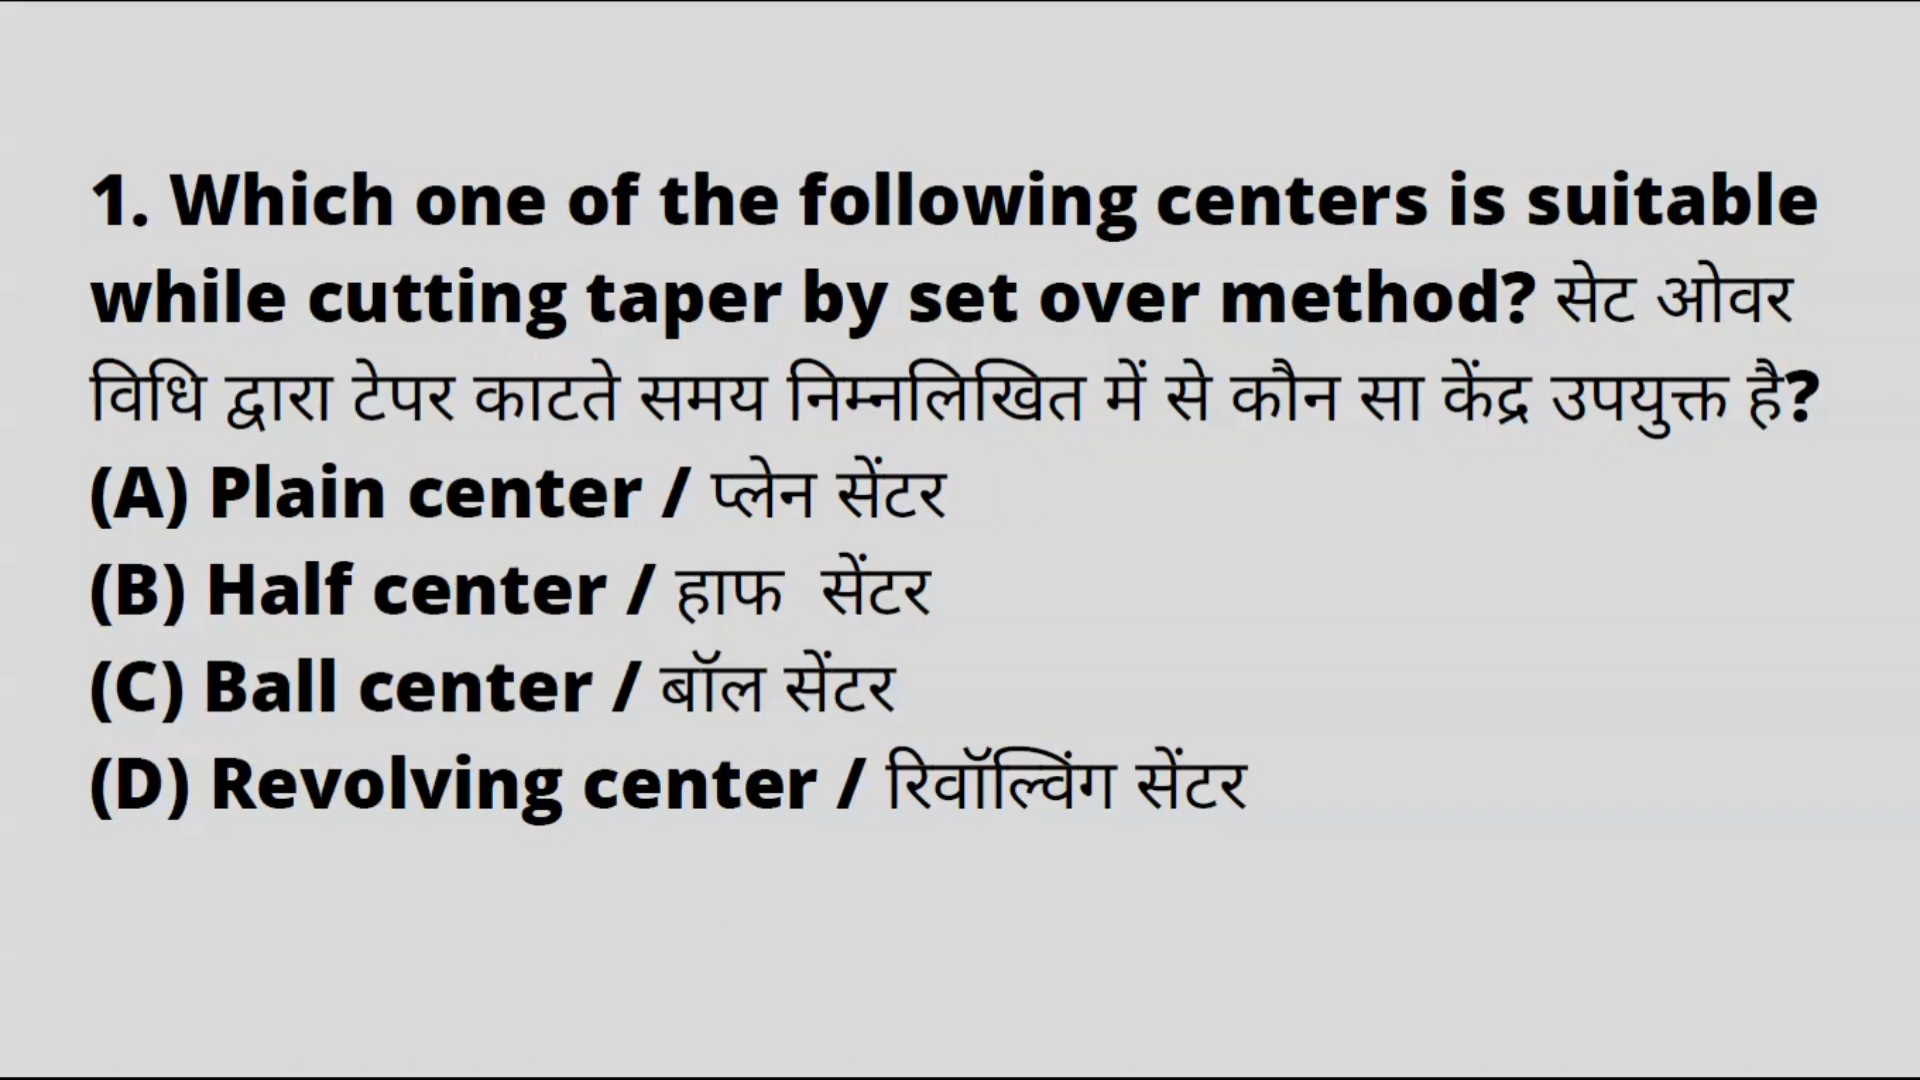 1. Which one of the following centers is suitable
while cutting taper by set over method? सेट ओवर
विधि द्वारा टेपर काटते समय निम्नलिखित में से कौन सा केंद्र उपयुक्त है?
(A) Plain center / प्लेन सेंटर
(B) Half center / हाफ  सेंटर
(C) Ball center / बॉल सेंटर
(D) Revolving center / रिवॉल्विंग सेंटर